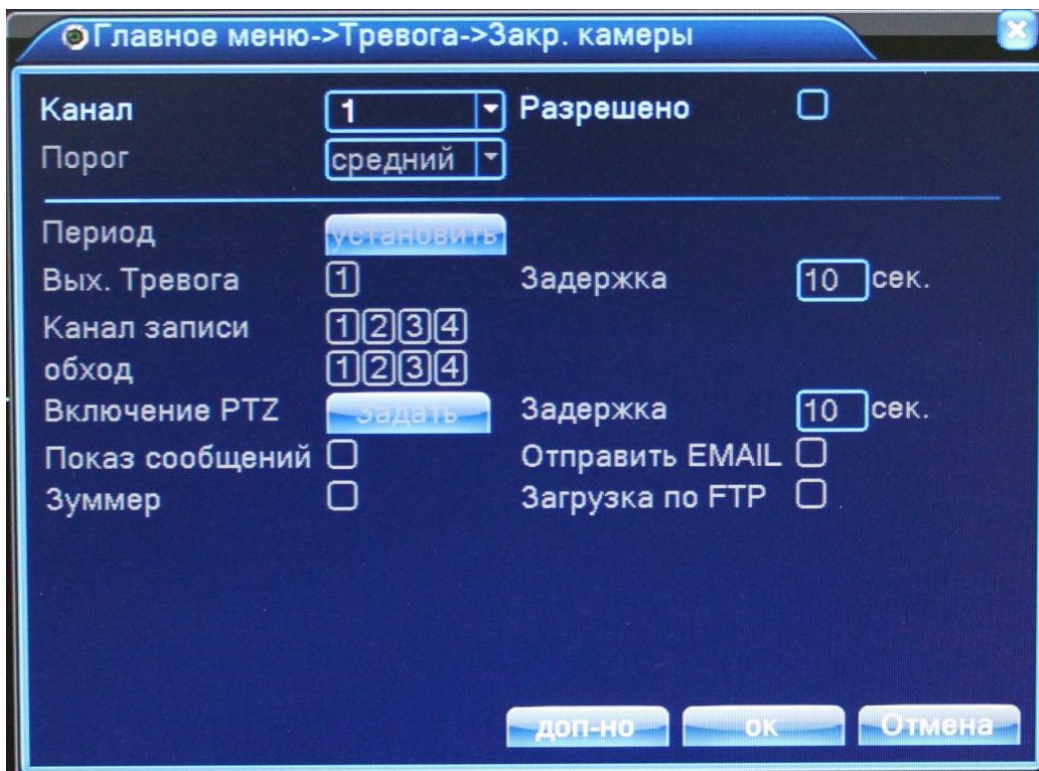 Главное меню->Тревога->Закр. камеры
Канал 1 Разрешено
Порог средний
Период установить
Вых. Тревога 1 Задержка 10 сек.
Канал записи 1 2 3 4
обход 1 2 3 4
Включение PTZ Задать Задержка 10 сек.
Показ сообщений Отправить EMAIL
Зуммер Загрузка по FTP
доп-но ок Отмена